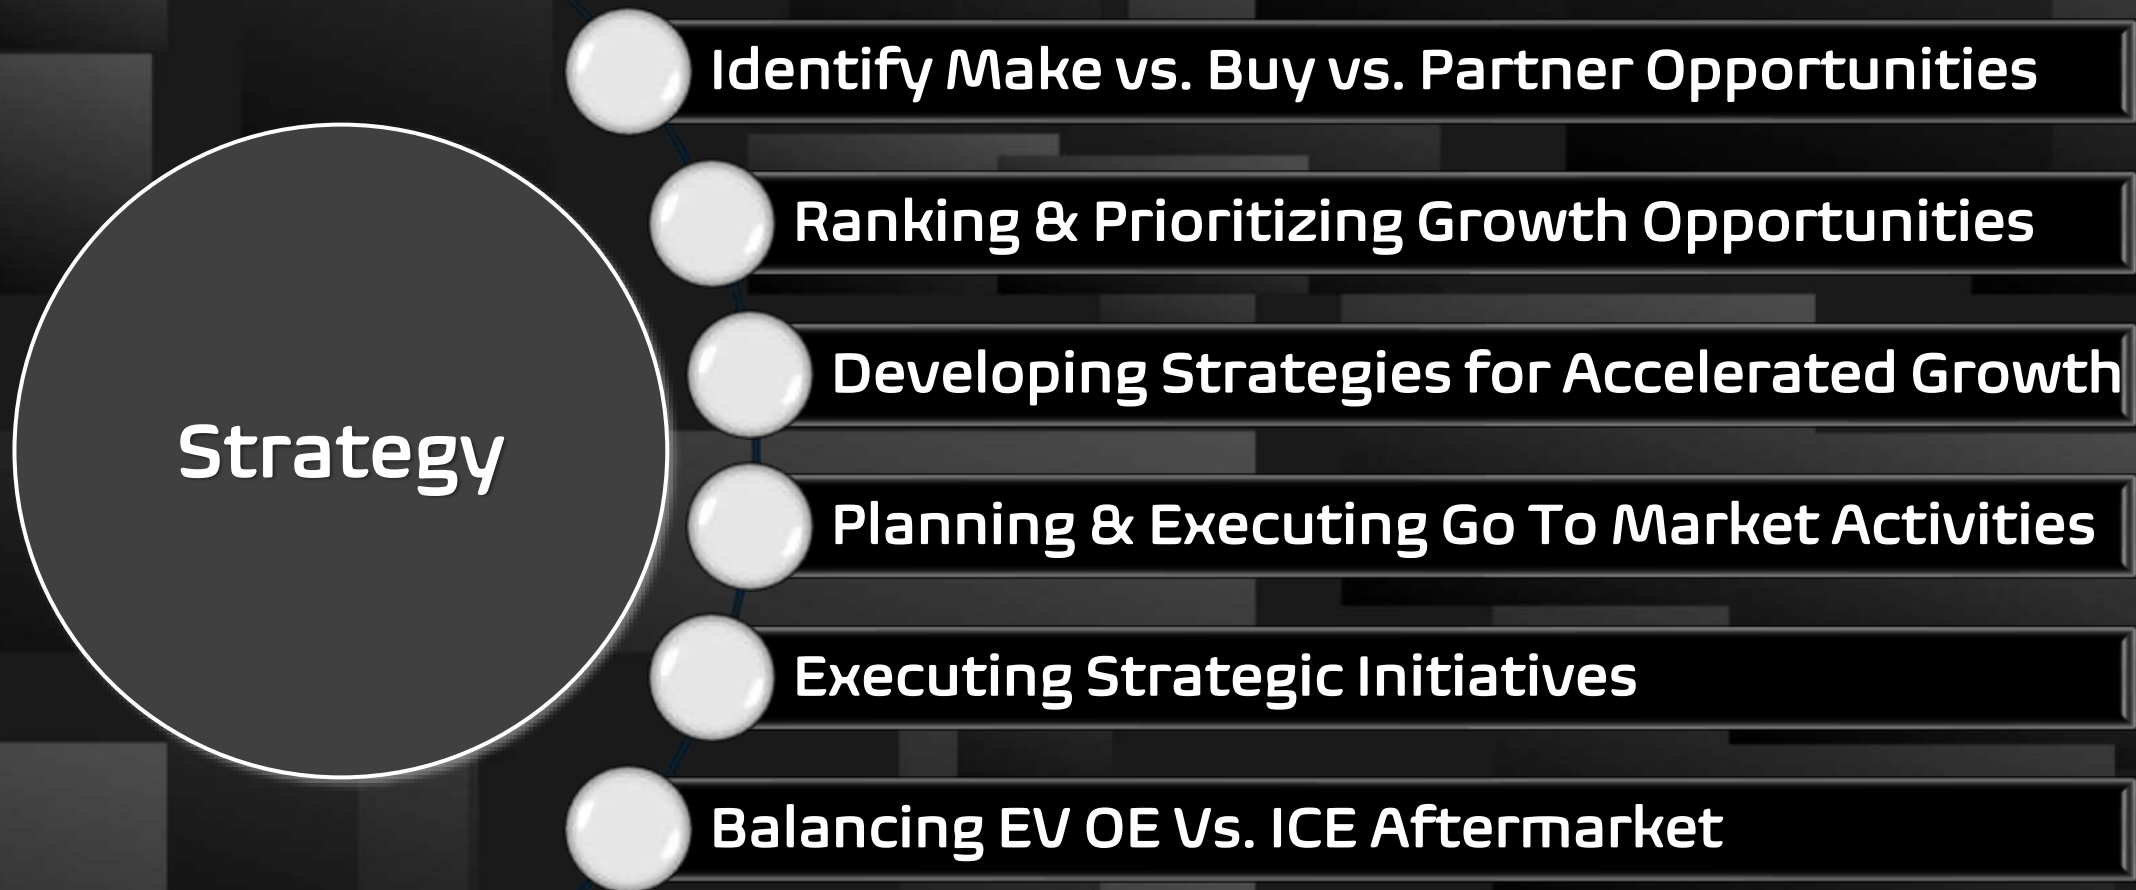 Identify Make vs. Buy vs. Partner Opportunities
Ranking & Prioritizing Growth Opportunities
Developing Strategies for Accelerated Growth
Strategy
Planning & Executing Go To Market Activities
Executing Strategic Initiatives
Balancing EV OE Vs. ICE Aftermarket